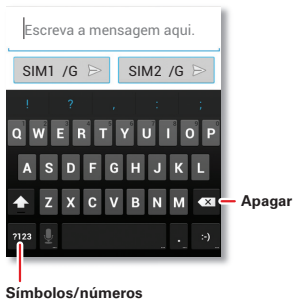 Escreva a mensagem aqui.
SIM1 /G SIM2 /G
! ? , : ;
Q W E R T Y U I O P
A S D F G H J K L
Z X C V B N M Apagar
?123 . :-)
Símbolos/números